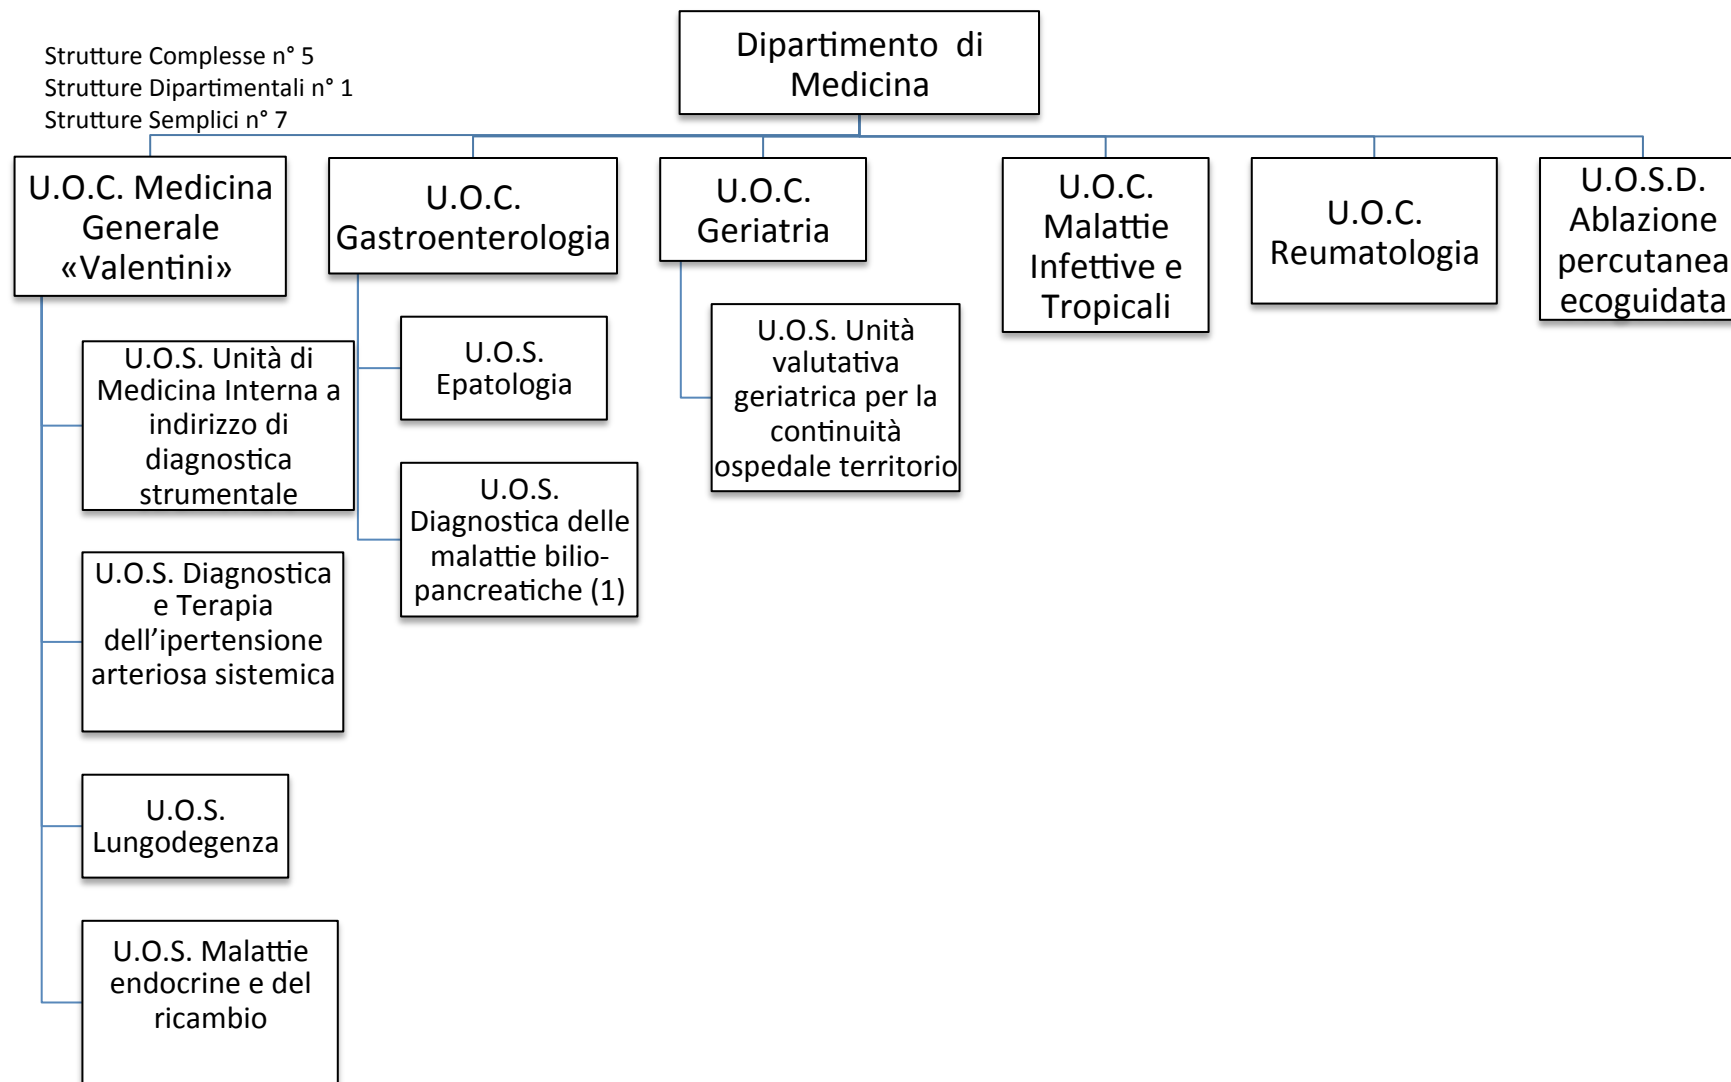 Strutture Complesse n° 5
Strutture Dipartimentali n° 1
Strutture Semplici n° 7
Dipartimento di
Medicina
U.O.C. Medicina
Generale
«Valentini»
U.O.S. Unità di
Medicina Interna a
indirizzo di
diagnostica
strumentale
U.O.S. Diagnostica
e Terapia
dell’ipertensione
arteriosa sistemica
U.O.S.
Lungodegenza
U.O.S. Malattie
endocrine e del
ricambio
U.O.C.
Gastroenterologia
U.O.S.
Epatologia
U.O.S.
Diagnostica delle
malattie bilio-
pancreatiche (1)
U.O.C.
Geriatria
U.O.S. Unità
valutativa
geriatrica per la
continuità
ospedale territorio
U.O.C.
Malattie
Infettive e
Tropicali
U.O.C.
Reumatologia
U.O.S.D.
Ablazione
percutanea
ecoguidata